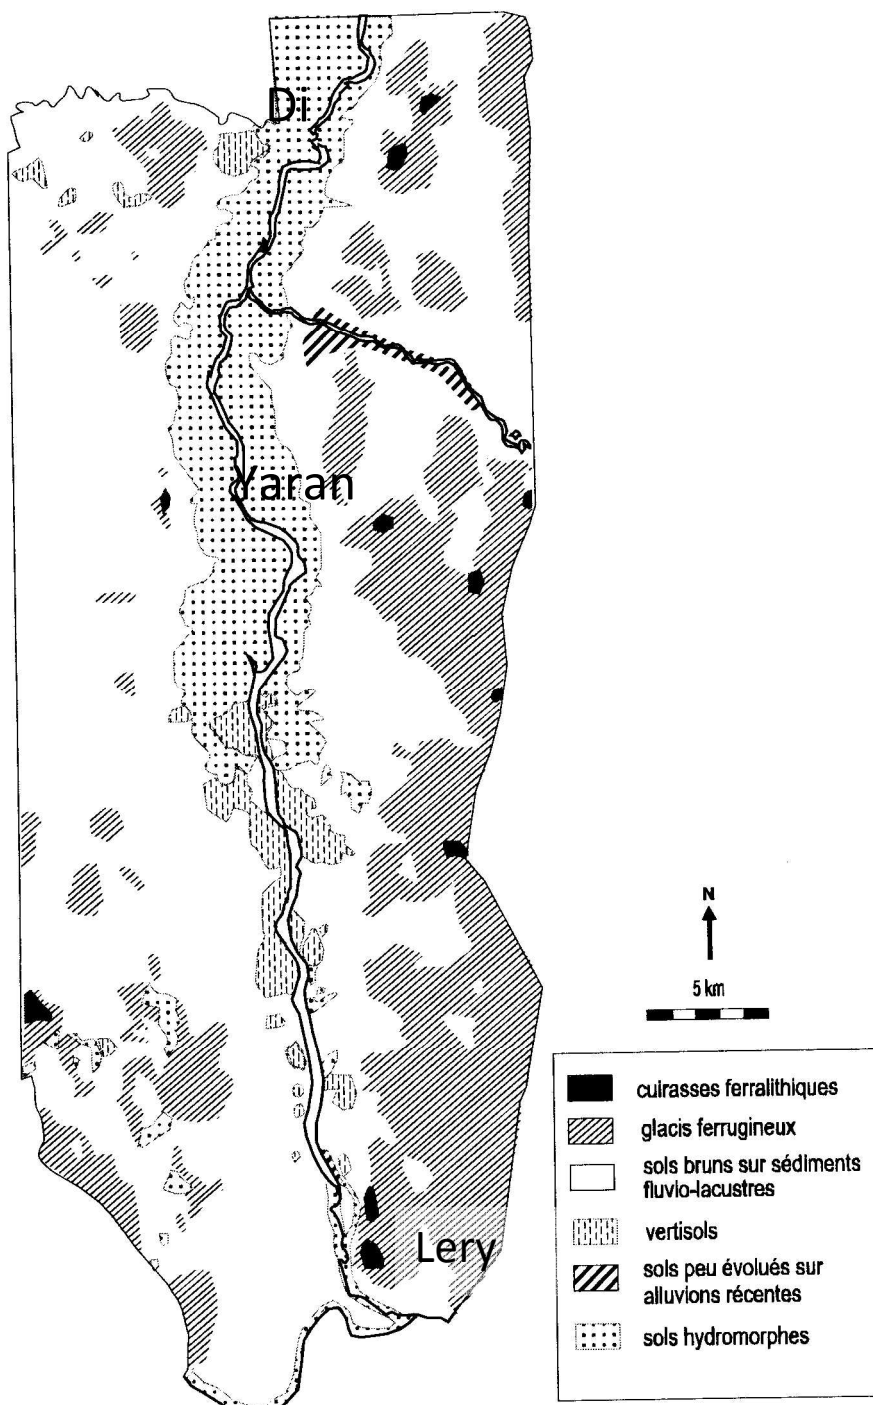 Di
Yaran
Lery
N
5 km
cuirasses ferralithiques
glacis ferrugineux
sols bruns sur sédiments
fluvio-lacustres
vertisols
sols peu évolués sur
alluvions récentes
sols hydromorphes